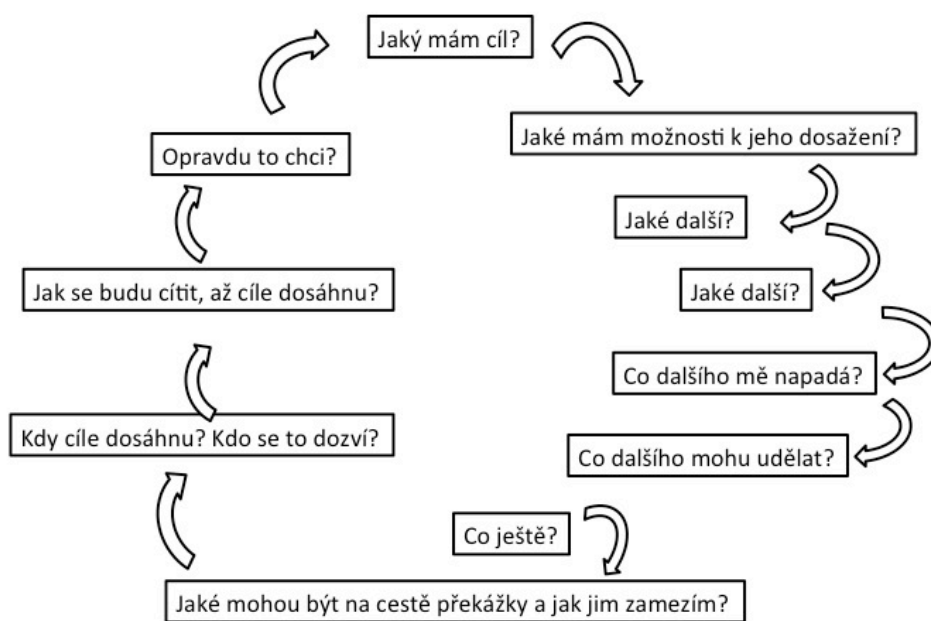 Jaký mám cíl?
Jaké mám možnosti k jeho dosažení?
Jaké další?
Jaké další?
Co dalšího mě napadá?
Co dalšího mohu udělat?
Co ještě?
Jaké mohou být na cestě překážky a jak jim zamezím?
Kdy cíle dosáhnu? Kdo se to dozví?
Jak se budu cítit, až cíle dosáhnu?
Opravdu to chci?